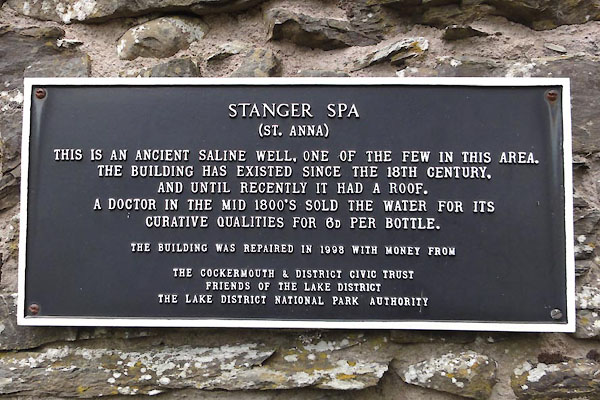 STANGER SPA
(ST. ANNA)
THIS IS AN ANCIENT SALINE WELL, ONE OF THE FEW IN THIS AREA.
THE BUILDING HAS EXISTED SINCE THE 18TH CENTURY,
AND UNTIL RECENTLY IT HAD A ROOF.
A DOCTOR IN THE MID 1800'S SOLD THE WATER FOR ITS
CURATIVE QUALITIES FOR 6D PER BOTTLE.
THE BUILDING WAS REPAIRED IN 1998 WITH MONEY FROM
THE COCKERMOUTH & DISTRICT CIVIC TRUST
FRIENDS OF THE LAKE DISTRICT
THE LAKE DISTRICT NATIONAL PARK AUTHORITY